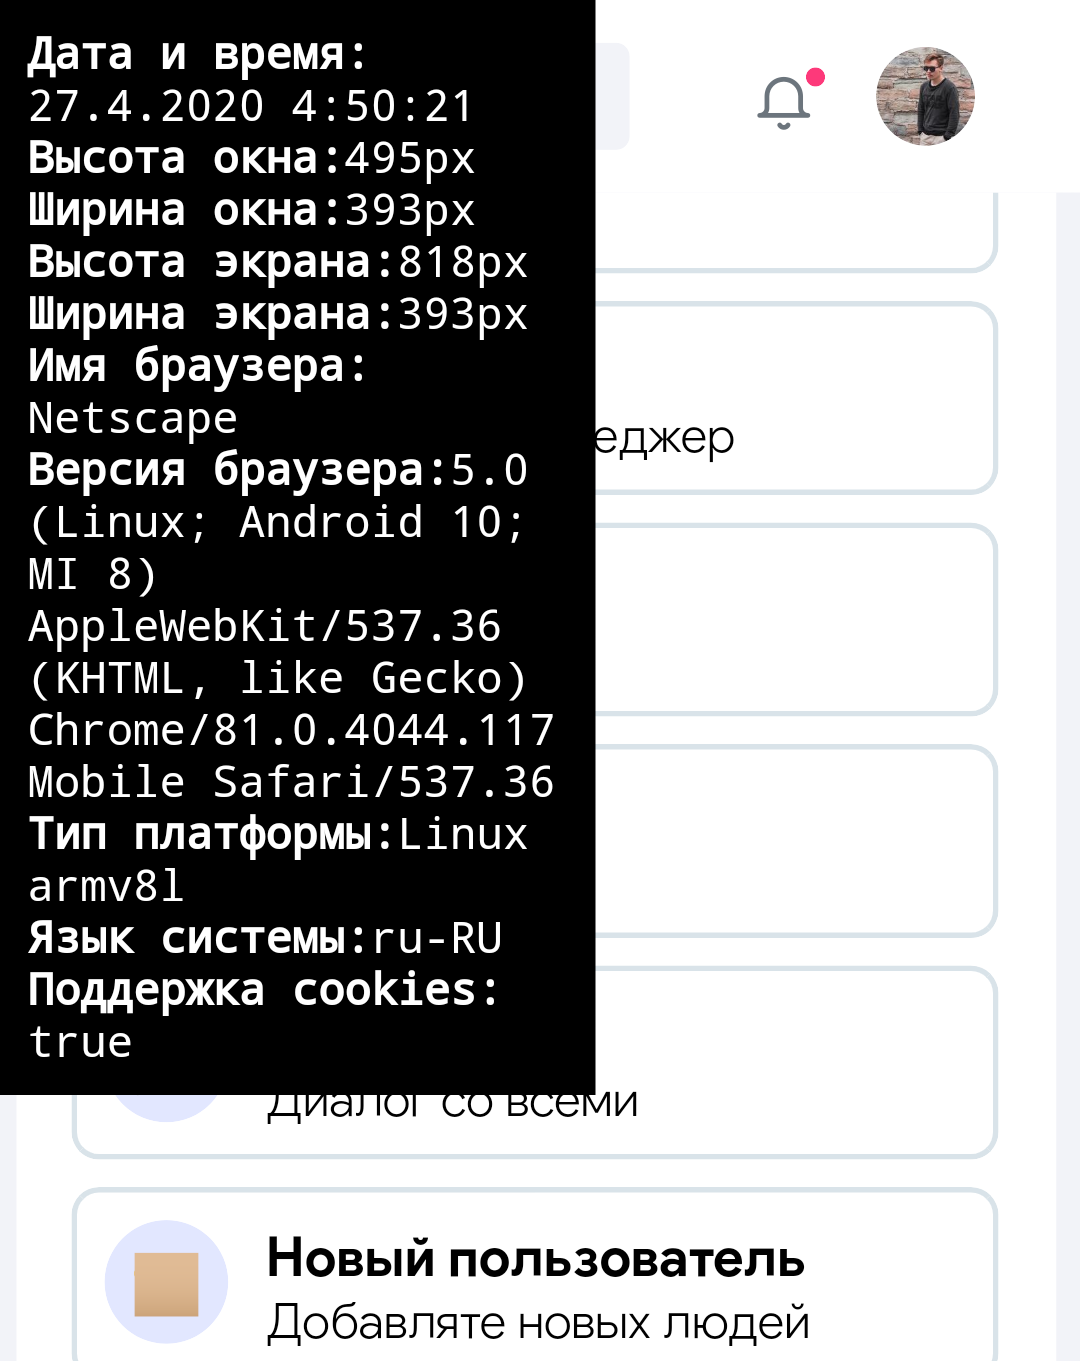 Дата и время:
27.4.2020 4:50:21
Высота окна:495px
Ширина окна:393px
Высота экрана:818px
Ширина экрана:393px
Имя браузера:
Netscape
Версия браузера:5.0
(Linux; Android 10;
MI 8)
AppleWebKit/537.36
(KHTML, like Gecko)
Chrome/81.0.4044.117
Mobile Safari/537.36
Тип платформы:Linux
armv8l
Язык системы:ru-RU
Поддержка cookies:
true
еджер
Диалог со всеми
Новый пользователь
Добавляте новых людей